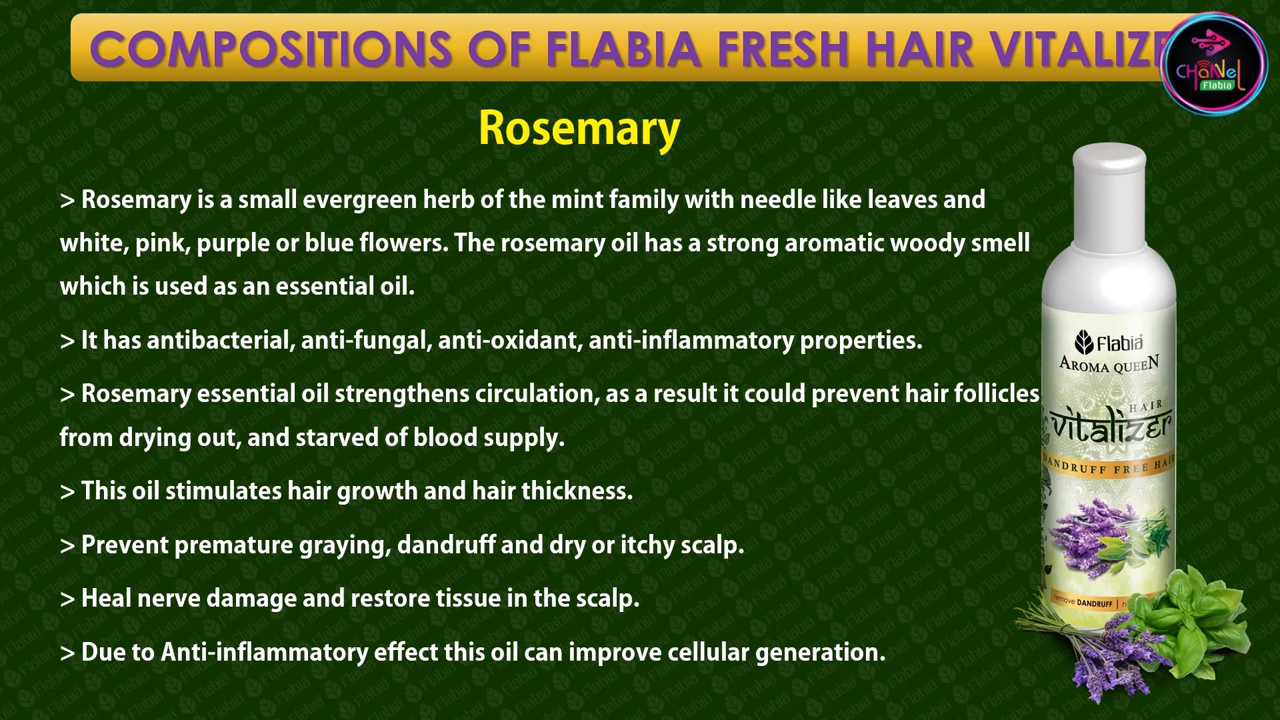 COMPOSITIONS OF FLABIA FRESH HAIR VITALIZE
CHaNNel
Flabia
Rosemary
> Rosemary is a small evergreen herb of the mint family with needle like leaves and
white, pink, purple or blue flowers. The rosemary oil has a strong aromatic woody smell
which is used as an essential oil.
> It has antibacterial, anti-fungal, anti-oxidant, anti-inflammatory properties.
> Rosemary essential oil strengthens circulation, as a result it could prevent hair follicles
from drying out, and starved of blood supply.
> This oil stimulates hair growth and hair thickness.
> Prevent premature graying, dandruff and dry or itchy scalp.
> Heal nerve damage and restore tissue in the scalp.
> Due to Anti-inflammatory effect this oil can improve cellular generation.
Flabia
AROMA QUEEN
HAIR
vitalizer
DANDRUFF FREE HAIR
remove DANDRUFF |